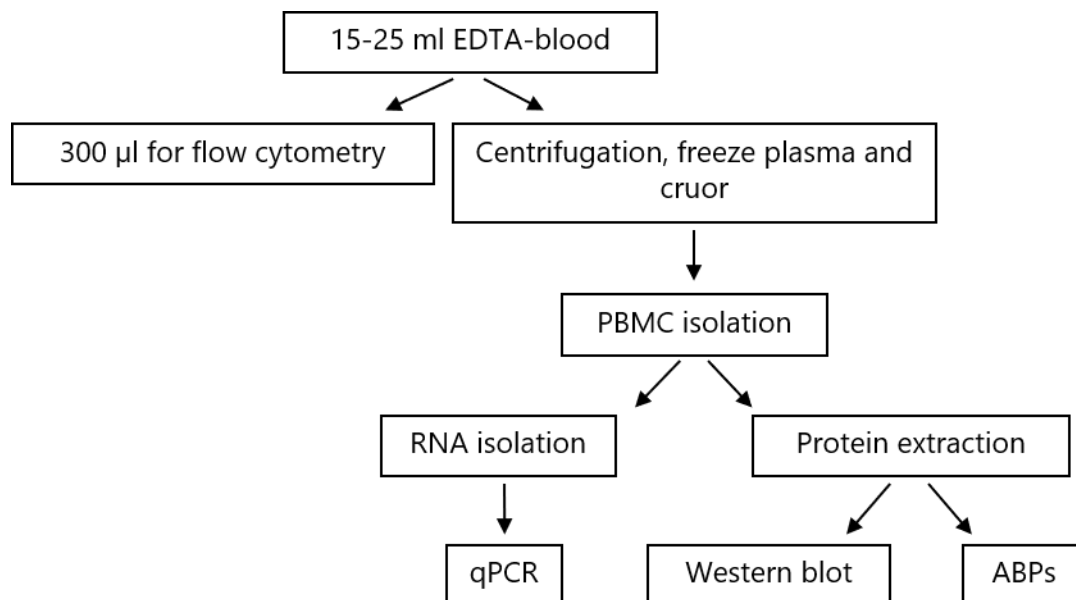 15-25 ml EDTA-blood
300 µl for flow cytometry
Centrifugation, freeze plasma and
cruor
PBMC isolation
RNA isolation
Protein extraction
qPCR
Western blot
ABPs